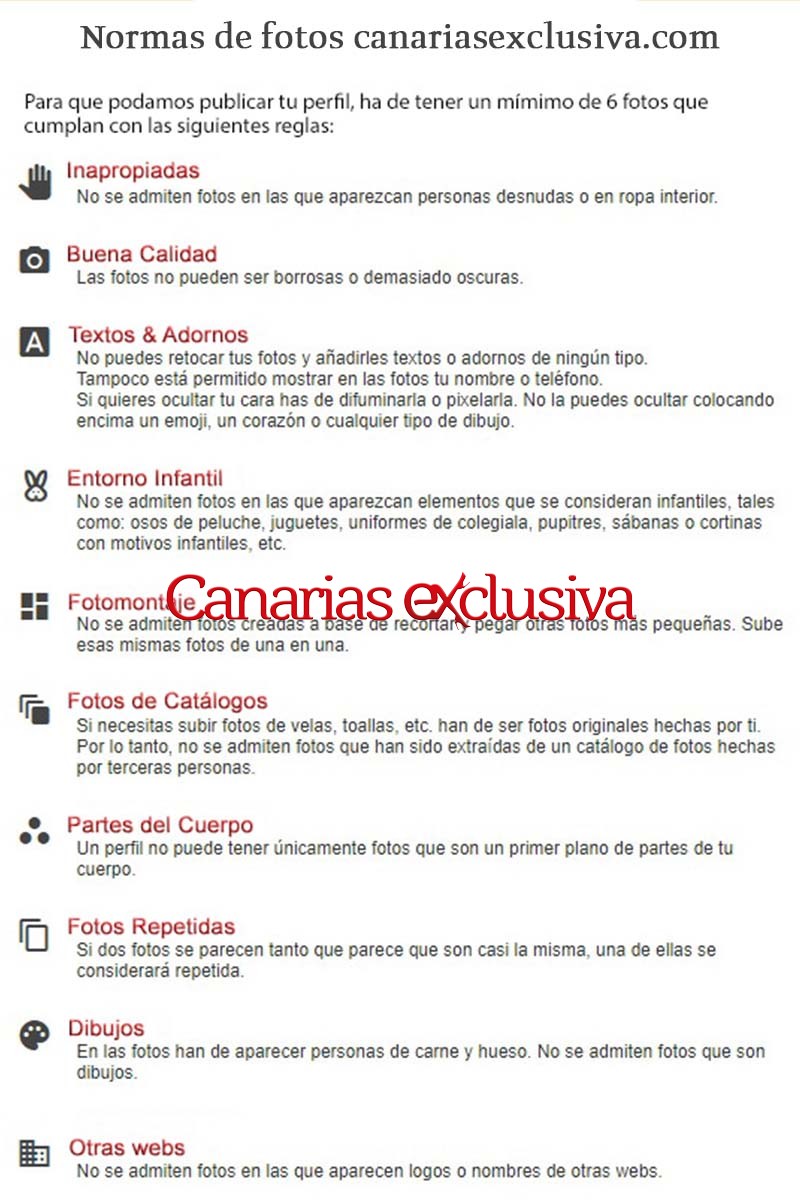 Normas de fotos canariasexclusiva.com
Para que podamos publicar tu perfil, ha de tener un mímimo de 6 fotos que
cumplan con las siguientes reglas:
Inapropiadas
No se admiten fotos en las que aparezcan personas desnudas o en ropa interior.
Buena Calidad
Las fotos no pueden ser borrosas o demasiado oscuras.
A
Textos & Adornos
No puedes retocar tus fotos y añadirles textos o adornos de ningún tipo.
Tampoco está permitido mostrar en las fotos tu nombre o teléfono.
Si quieres ocultar tu cara has de difuminarla o pixelarla. No la puedes ocultar colocando
encima un emoji, un corazón o cualquier tipo de dibujo.
Entorno Infantil
No se admiten fotos en las que aparezcan elementos que se consideran infantiles, tales
como: osos de peluche, juguetes, uniformes de colegiala, pupitres, sábanas o cortinas
con motivos infantiles, etc.
Fotomontaje
Canarias exclusiva
No se admiten fotos creadas a base de recortar y pegar otras fotos más pequeñas. Sube
esas mismas fotos de una en una.
Fotos de Catálogos
Si necesitas subir fotos de velas, toallas, etc. han de ser fotos originales hechas por ti.
Por lo tanto, no se admiten fotos que han sido extraídas de un catálogo de fotos hechas
por terceras personas.
Partes del Cuerpo
Un perfil no puede tener únicamente fotos que son un primer plano de partes de tu
cuerpo.
Fotos Repetidas
Si dos fotos se parecen tanto que parece que son casi la misma, una de ellas se
considerará repetida.
Dibujos
En las fotos han de aparecer personas de carne y hueso. No se admiten fotos que son
dibujos.
Otras webs
No se admiten fotos en las que aparecen logos o nombres de otras webs.